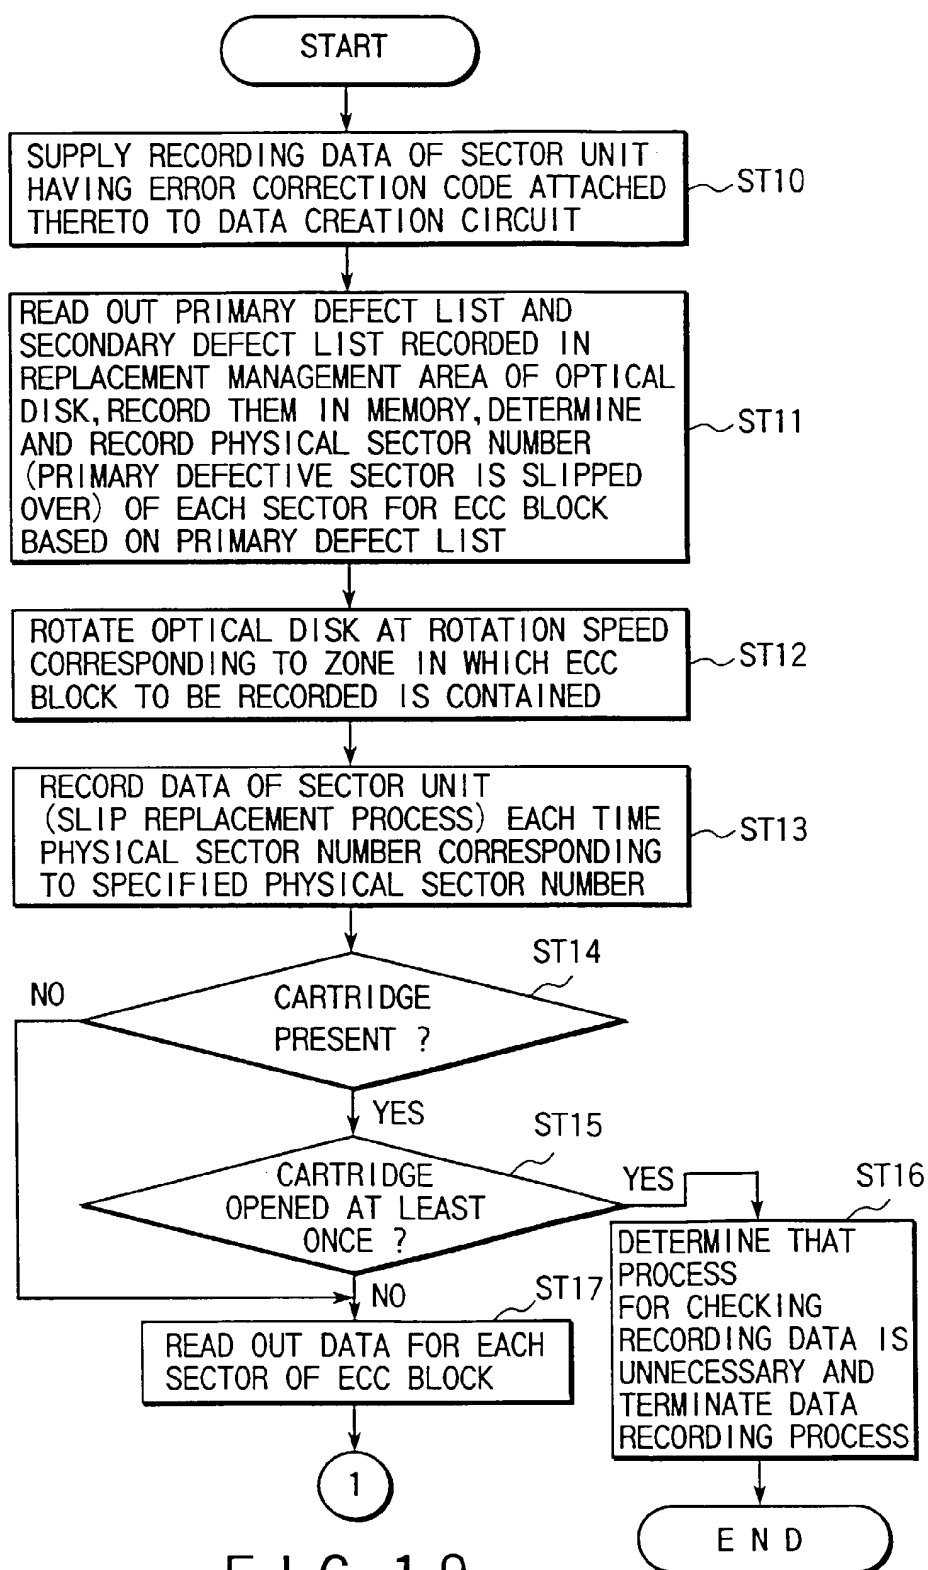 START
SUPPLY RECORDING DATA OF SECTOR UNIT
HAVING ERROR CORRECTION CODE ATTACHED
THERETO TO DATA CREATION CIRCUIT
ST10
READ OUT PRIMARY DEFECT LIST AND
SECONDARY DEFECT LIST RECORDED IN
REPLACEMENT MANAGEMENT AREA OF OPTICAL
DISK, RECORD THEM IN MEMORY, DETERMINE
AND RECORD PHYSICAL SECTOR NUMBER
(PRIMARY DEFECTIVE SECTOR IS SLIPPED
OVER) OF EACH SECTOR FOR ECC BLOCK
BASED ON PRIMARY DEFECT LIST
ST11
ROTATE OPTICAL DISK AT ROTATION SPEED
CORRESPONDING TO ZONE IN WHICH ECC
BLOCK TO BE RECORDED IS CONTAINED
ST12
RECORD DATA OF SECTOR UNIT
(SLIP REPLACEMENT PROCESS) EACH TIME
PHYSICAL SECTOR NUMBER CORRESPONDING
TO SPECIFIED PHYSICAL SECTOR NUMBER
ST13
ST14
NO
CARTRIDGE
PRESENT ?
YES
ST15
CARTRIDGE
OPENED AT LEAST
ONCE ?
YES
ST16
DETERMINE THAT
PROCESS
FOR CHECKING
RECORDING DATA IS
UNNECESSARY AND
TERMINATE DATA
RECORDING PROCESS
NO
ST17
READ OUT DATA FOR EACH
SECTOR OF ECC BLOCK
1
END